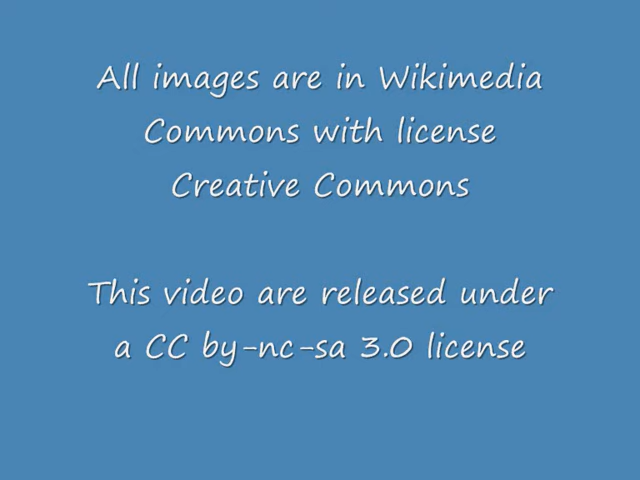 All images are in Wikimedia
Commons with license
Creative Commons
This video are released under
a CC by-nc-sa 3.0 license